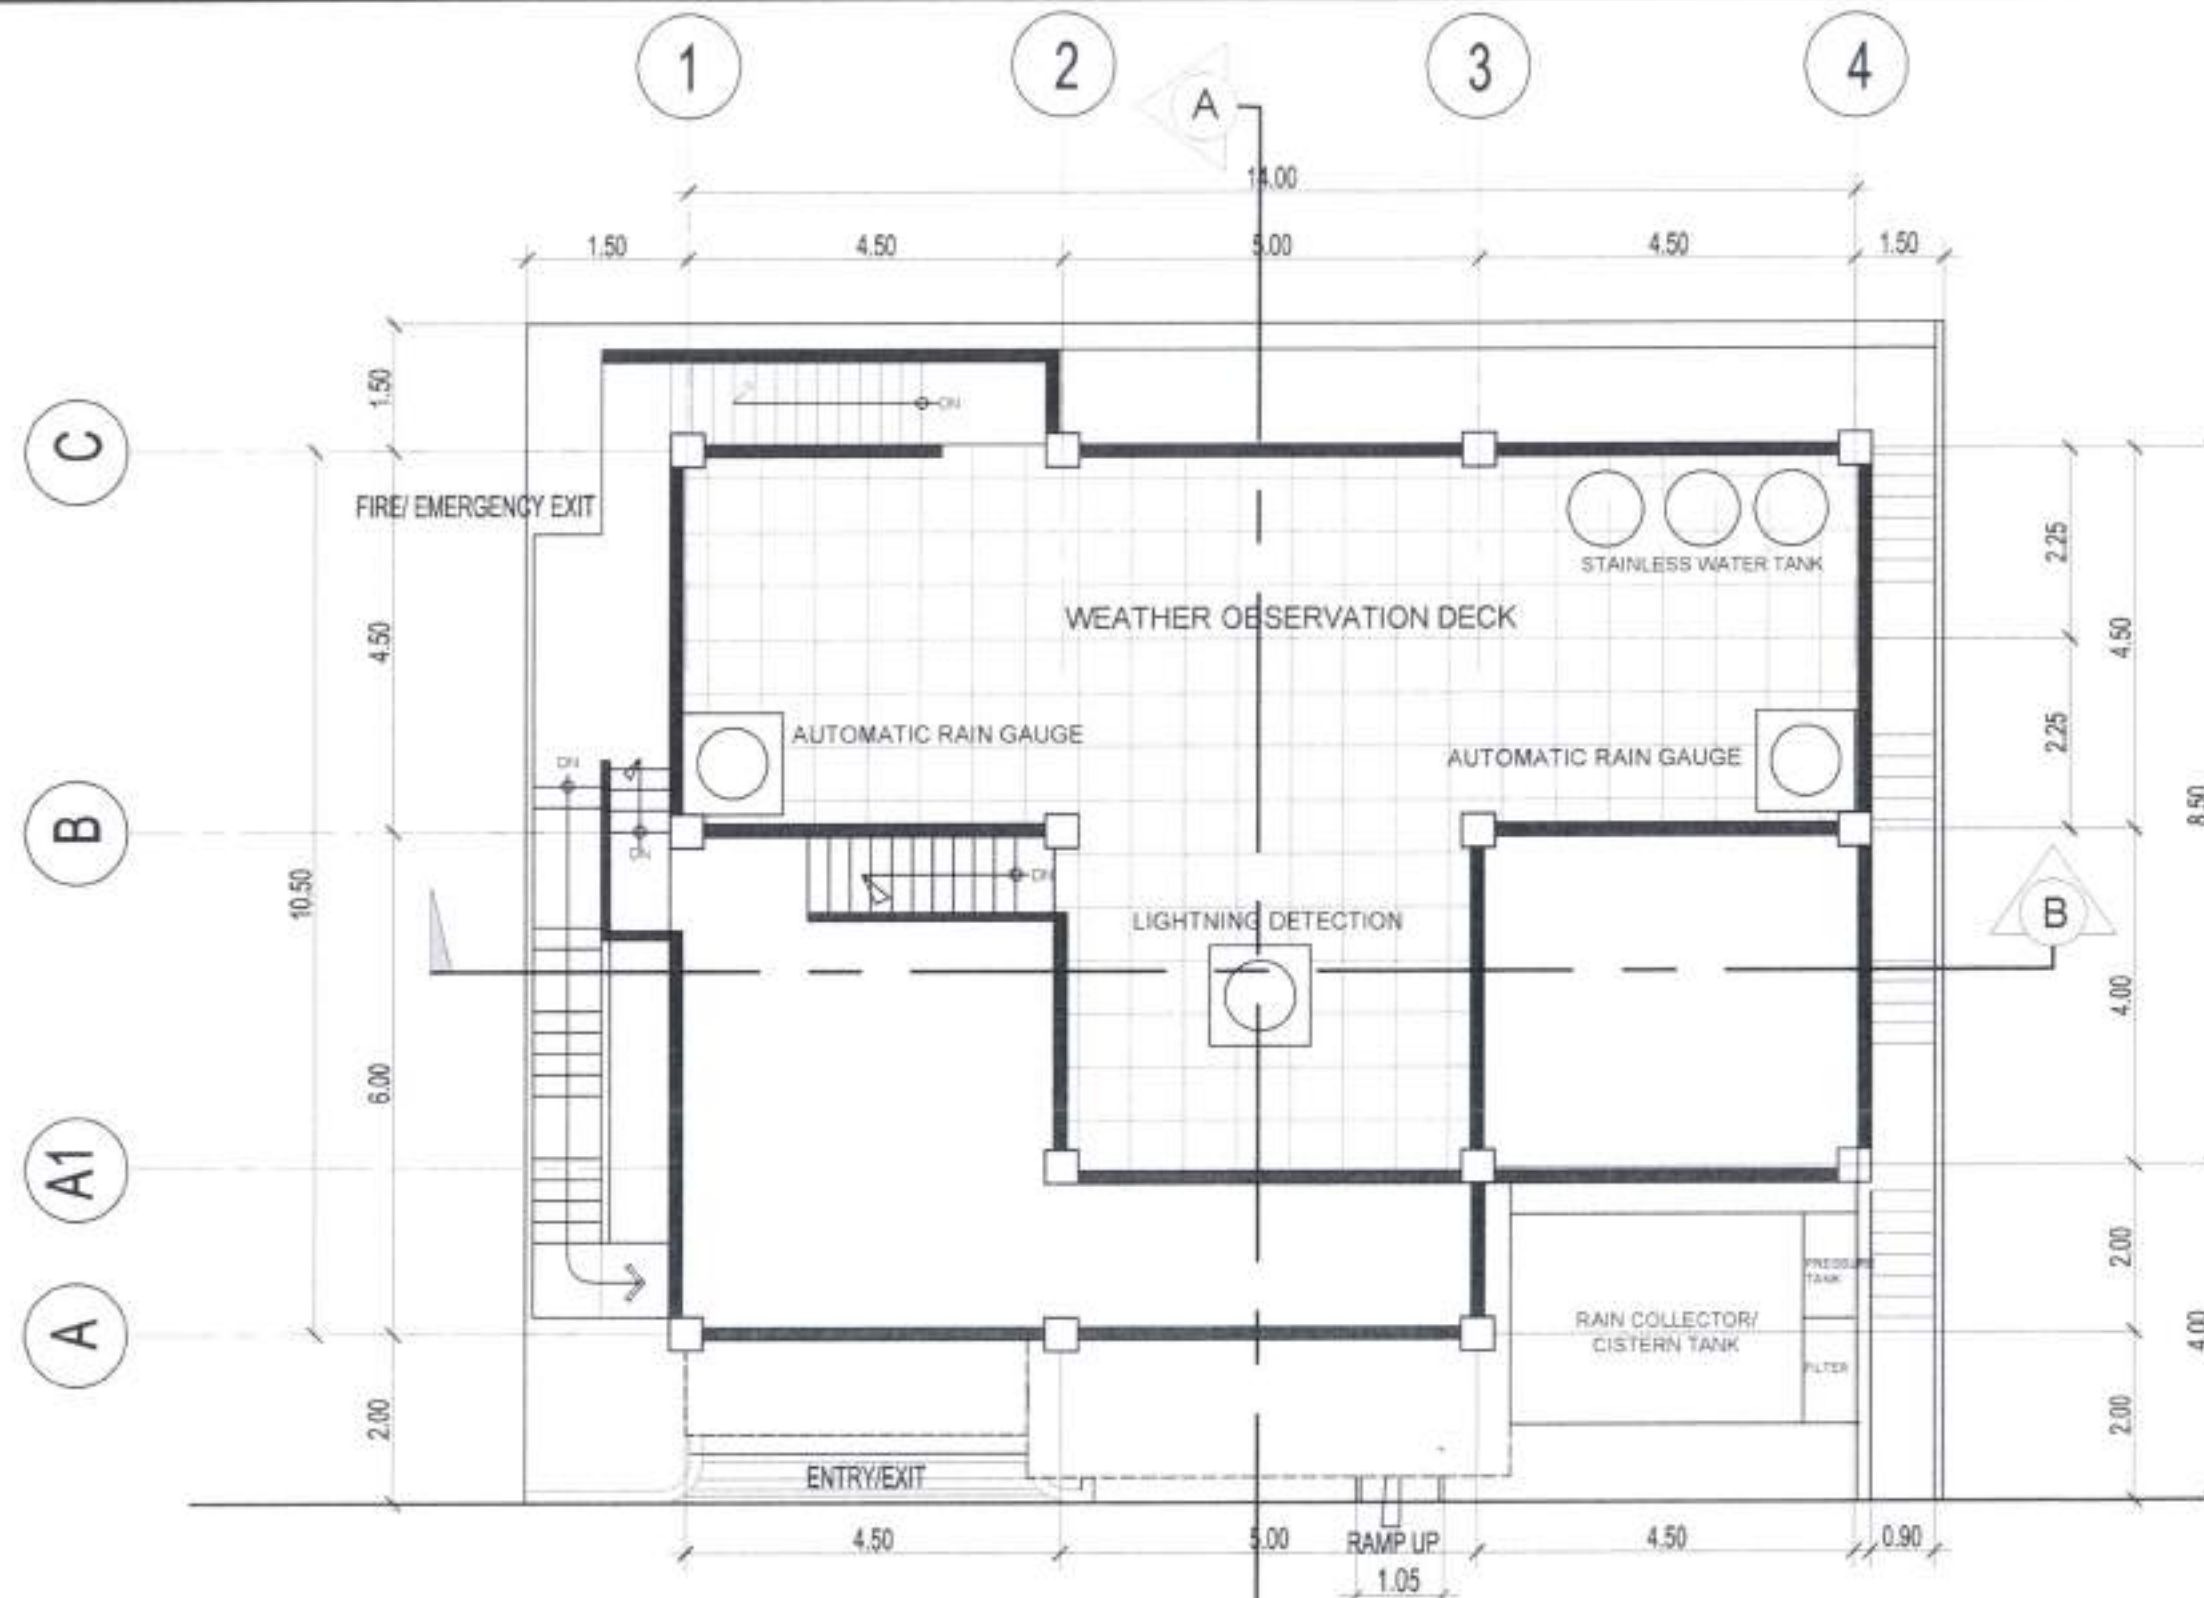 1
2
3
4
A
14.00
1.50
4.50
5.00
4.50
1.50
1.50
C
FIRE/ EMERGENCY EXIT
STAINLESS WATER TANK
2.25
4.50
4.50
WEATHER OBSERVATION DECK
AUTOMATIC RAIN GAUGE
AUTOMATIC RAIN GAUGE
2.25
DN
DN
DN
DN
B
8.50
10.50
LIGHTNING DETECTION
B
4.00
6.00
A1
2.00
PRESSURE
TANK
RAIN COLLECTOR/
CISTERN TANK
FILTER
A
4.00
2.00
2.00
ENTRY/EXIT
4.50
5.00
RAMP UP
4.50
0.90
1.05